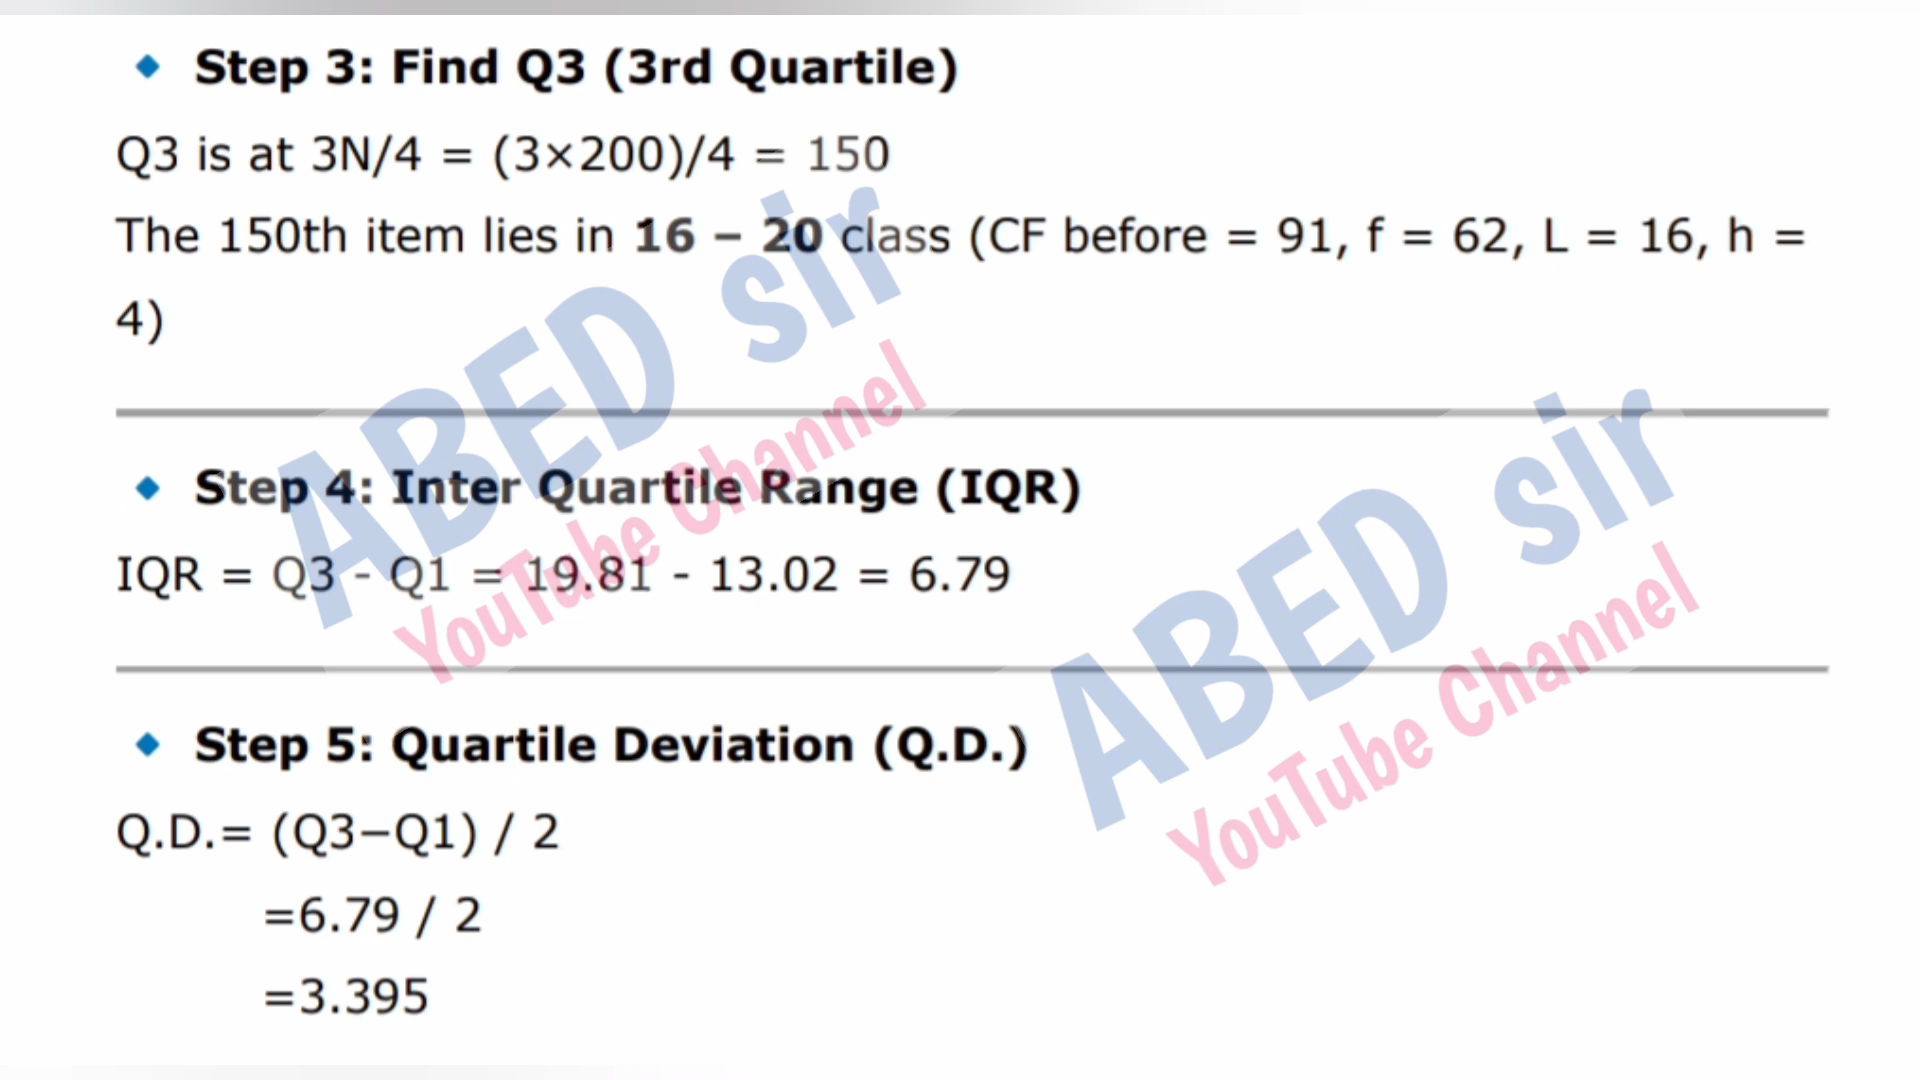 Step 3: Find Q3 (3rd Quartile)
Q3 is at 3N/4 = (3×200)/4 = 150
The 150th item lies in 16 – 20 class (CF before = 91, f = 62, L = 16, h =
4)
Step 4: Inter Quartile Range (IQR)
IQR = Q3 - Q1 = 19.81 - 13.02 = 6.79
Step 5: Quartile Deviation (Q.D.)
Q.D.= (Q3−Q1) / 2
=6.79 / 2
=3.395
ABED sir
YouTube Channel
ABED sir
YouTube Channel